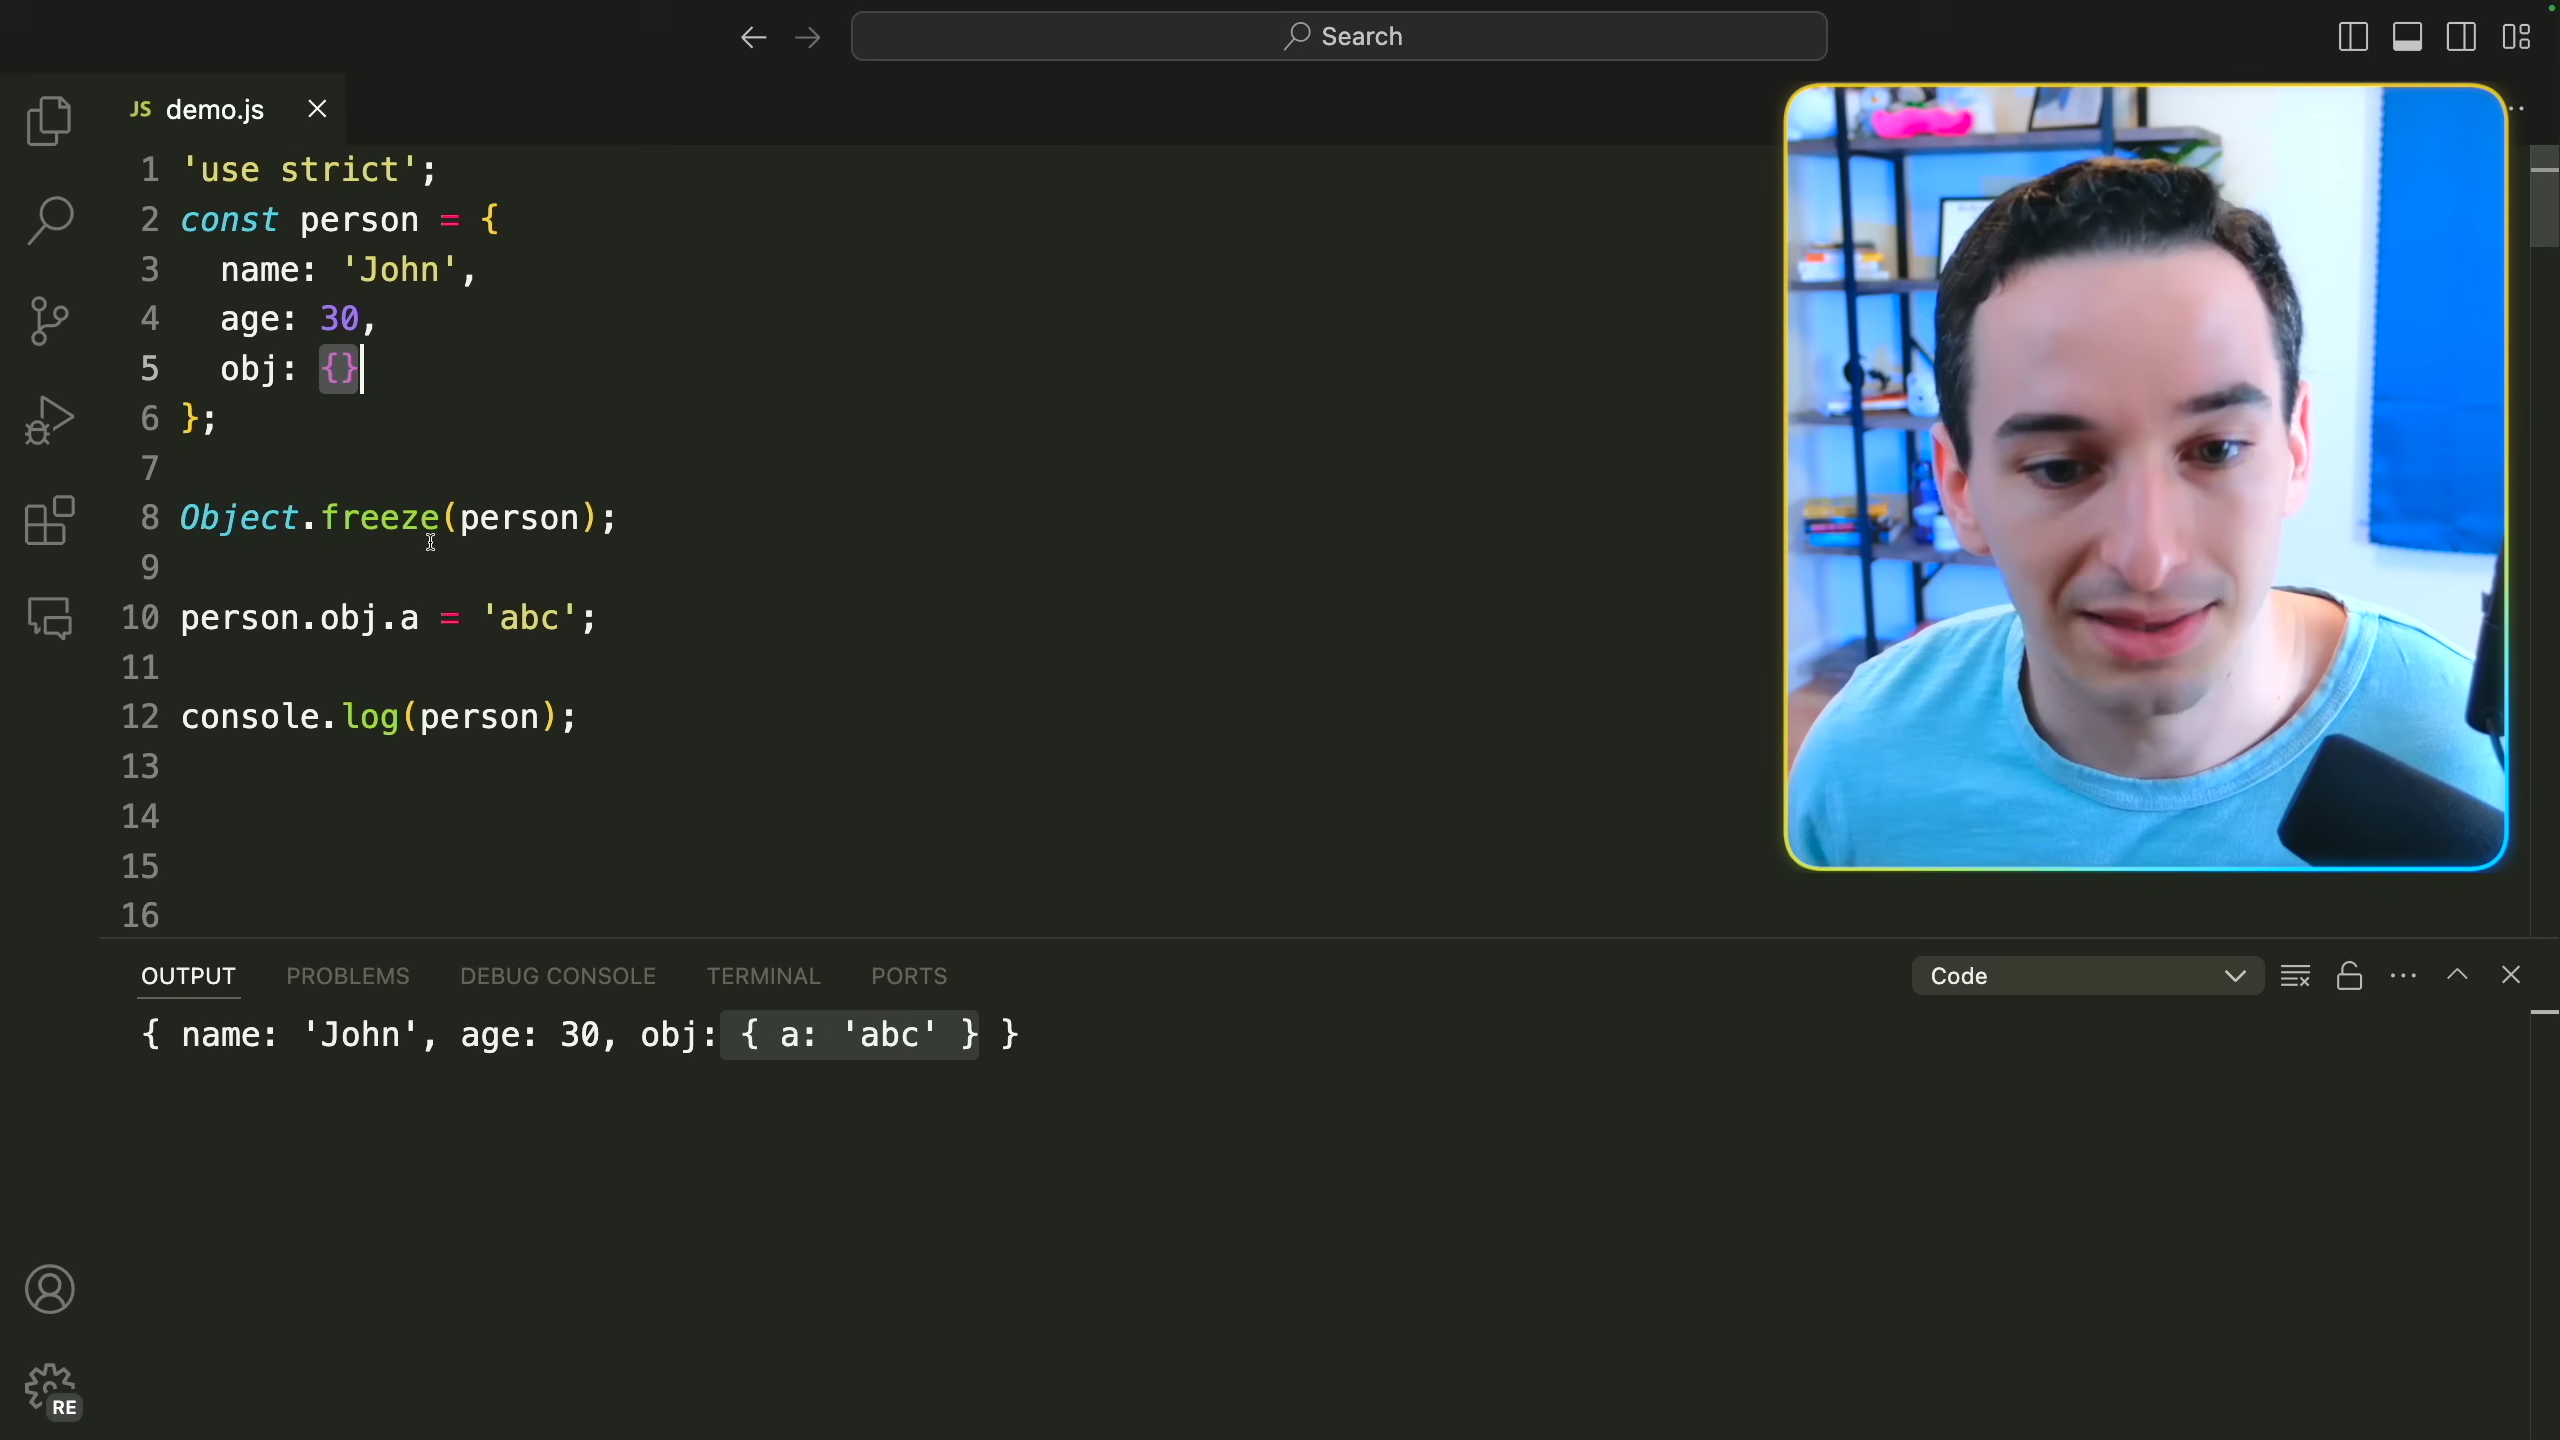 Search
JS demo.js
1 'use strict';
2 const person = {
3 name: 'John',
4 age: 30,
5 obj: {}
6 };
7
8 Object.freeze(person);
9
10 person.obj.a = 'abc';
11
12 console.log(person);
13
14
15
16
OUTPUT PROBLEMS DEBUG CONSOLE TERMINAL PORTS Code
{ name: 'John', age: 30, obj: { a: 'abc' } }
RE